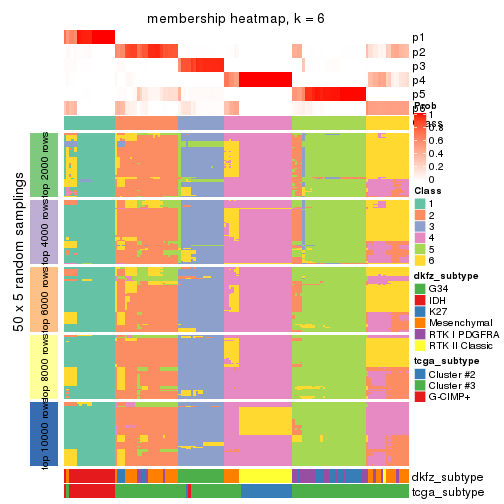 membership heatmap, k = 6
p1
p2
p3
p4
p5
p6
Class
Prob
1
0.8
0.6
0.4
0.2
0
Class
1
2
3
4
5
6
dkfz_subtype
G34
IDH
K27
Mesenchymal
RTK I PDGFRA
RTK II Classic
tcga_subtype
Cluster #2
Cluster #3
G-CIMP+
50 x 5 random samplings
top 2000 rows
top 4000 rows
top 6000 rows
top 8000 rows
top 10000 rows
dkfz_subtype
tcga_subtype